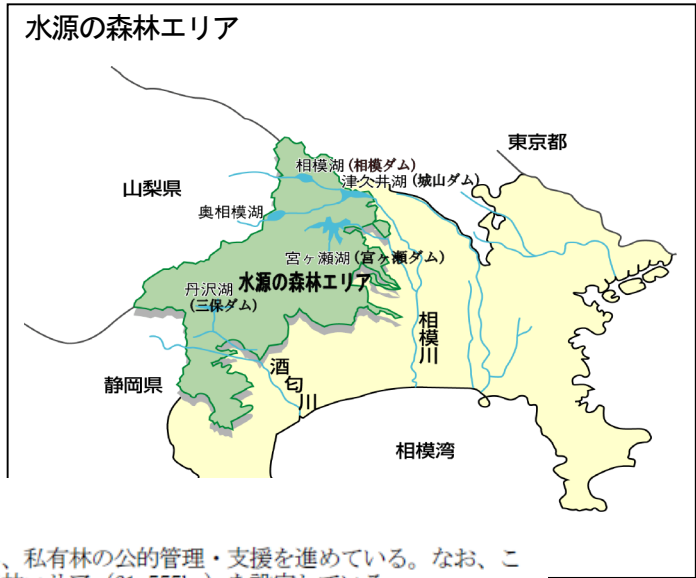 水源の森林エリア
東京都
相模湖(相模ダム)
津久井湖(城山ダム)
山梨県
奥相模湖
宮ヶ瀬湖(宮ヶ瀬ダム)
水源の森林エリア
丹沢湖
(三保ダム)
相模川
酒匂川
静岡県
相模湾
、私有林の公的管理・支援を進めている。なお、こ